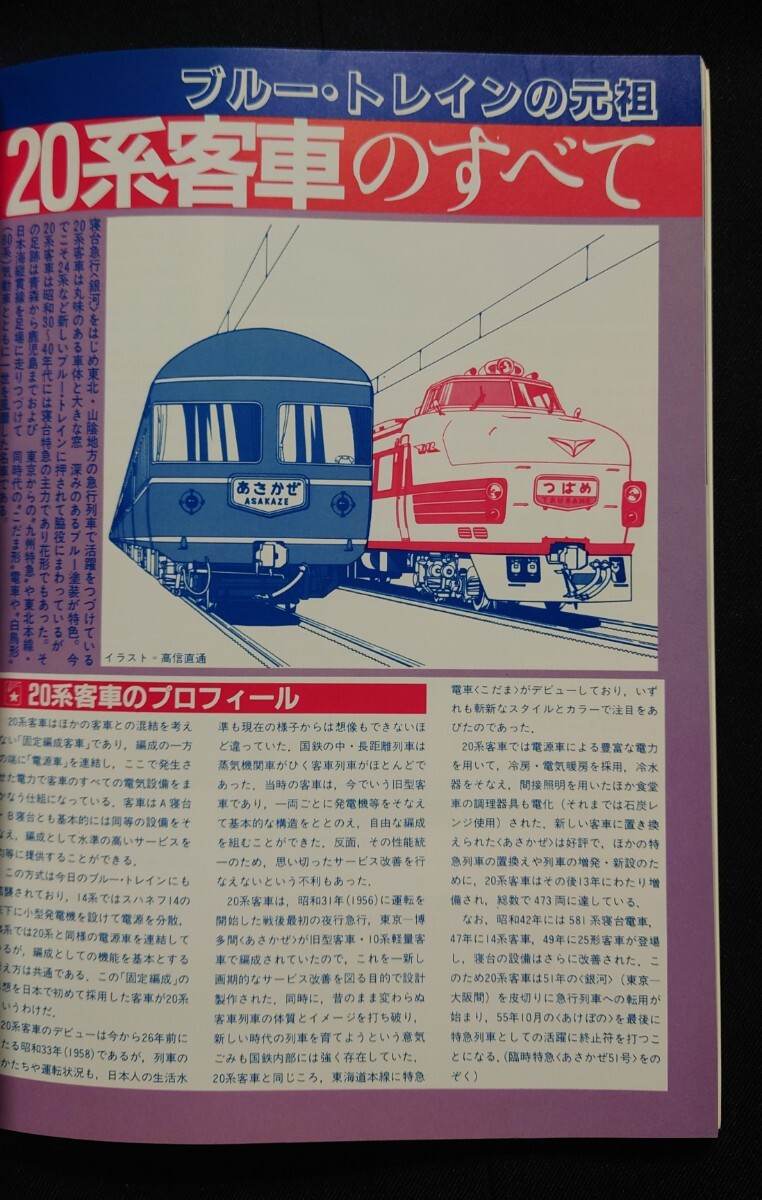 ブルー・トレインの元祖
20系客車のすべて
寝台急行〈銀河〉をはじめ東北・山陰地方の急行列車で活躍をつづけている
20系客車は丸味のある車体と大きな窓 深みのあるブルー塗装が特色。今
でこそ24系など新しいブルー・トレインに押されて脇役にまわっているが
20系客車は昭和30〜40年代には寝台特急の主力であり花形でもあった。そ
の足跡は青森から鹿児島までおよび 東京からの“九州特急”や東北本線・
日本海縦貫線を足場に走りつづけて 同時代の“こだま形”電車や“白鳥形”
(80系)気動車とともに一世を風靡した名車である。
あさかぜ
ASAKAZE
つばめ
TSUBAME
イラスト＝高信直通
20系客車のプロフィール
20系客車はほかの客車との混結を考え
ない「固定編成客車」であり，編成の一方
の端に「電源車」を連結し，ここで発生さ
せた電力で客車のすべての電気設備をま
かなう仕組になっている．客車はA寝台
・B寝台とも基本的には同等の設備をそ
なえ，編成として水準の高いサービスを
均等に提供することができる．
この方式は今日のブルー・トレインにも
踏襲されており，14系ではスハネフ14の
床下に小型発電機を設けて電源を分散，
系では20系と同様の電源車を連結して
いるが，編成としての機能を基本とする
考え方は共通である．この「固定編成」の
思想を日本で初めて採用した客車が20系
というわけだ．
20系客車のデビューは今から26年前に
たる昭和33年(1958)であるが，列車の
かたちや運転状況も，日本人の生活水
準も現在の様子からは想像もできないほ
ど違っていた．国鉄の中・長距離列車は
蒸気機関車がひく客車列車がほとんどで
あった．当時の客車は，今でいう旧型客
車であり，一両ごとに発電機等をそなえ
て基本的な構造をととのえ，自由な編成
を組むことができた．反面，その性能統
一のため，思い切ったサービス改善を行
なえないという不利もあった．
20系客車は，昭和31年(1956)に運転を
開始した戦後最初の夜行急行，東京―博
多間〈あさかぜ〉が旧型客車・10系軽量客
車で編成されていたので，これを一新し
画期的なサービス改善を図る目的で設計
製作された．同時に，昔のまま変わらぬ
客車列車の体質とイメージを打ち破り，
新しい時代の列車を育てようという意気
ごみも国鉄内部には強く存在していた．
20系客車と同じころ，東海道本線に特急
電車〈こだま〉がデビューしており，いず
れも斬新なスタイルとカラーで注目をあ
びたのであった．
20系客車では電源車による豊富な電力
を用いて，冷房・電気暖房を採用，冷水
器をそなえ，間接照明を用いたほか食堂
車の調理器具も電化（それまでは石炭レ
ンジ使用）された．新しい客車に置き換
えられた〈あさかぜ〉は好評で，ほかの特
急列車の置換えや列車の増発・新設のた
めに，20系客車はその後13年にわたり増
備され，総数で473両に達している．
なお，昭和42年には581系寝台電車，
47年に14系客車，49年に25形客車が登場
し，寝台の設備はさらに改善された．こ
のため20系客車は51年の〈銀河〉（東京―
大阪間）を皮切りに急行列車への転用が
始まり，55年10月の〈あけぼの〉を最後に
特急列車としての活躍に終止符を打つこ
とになる．(臨時特急〈あさかぜ51号〉をの
ぞく)